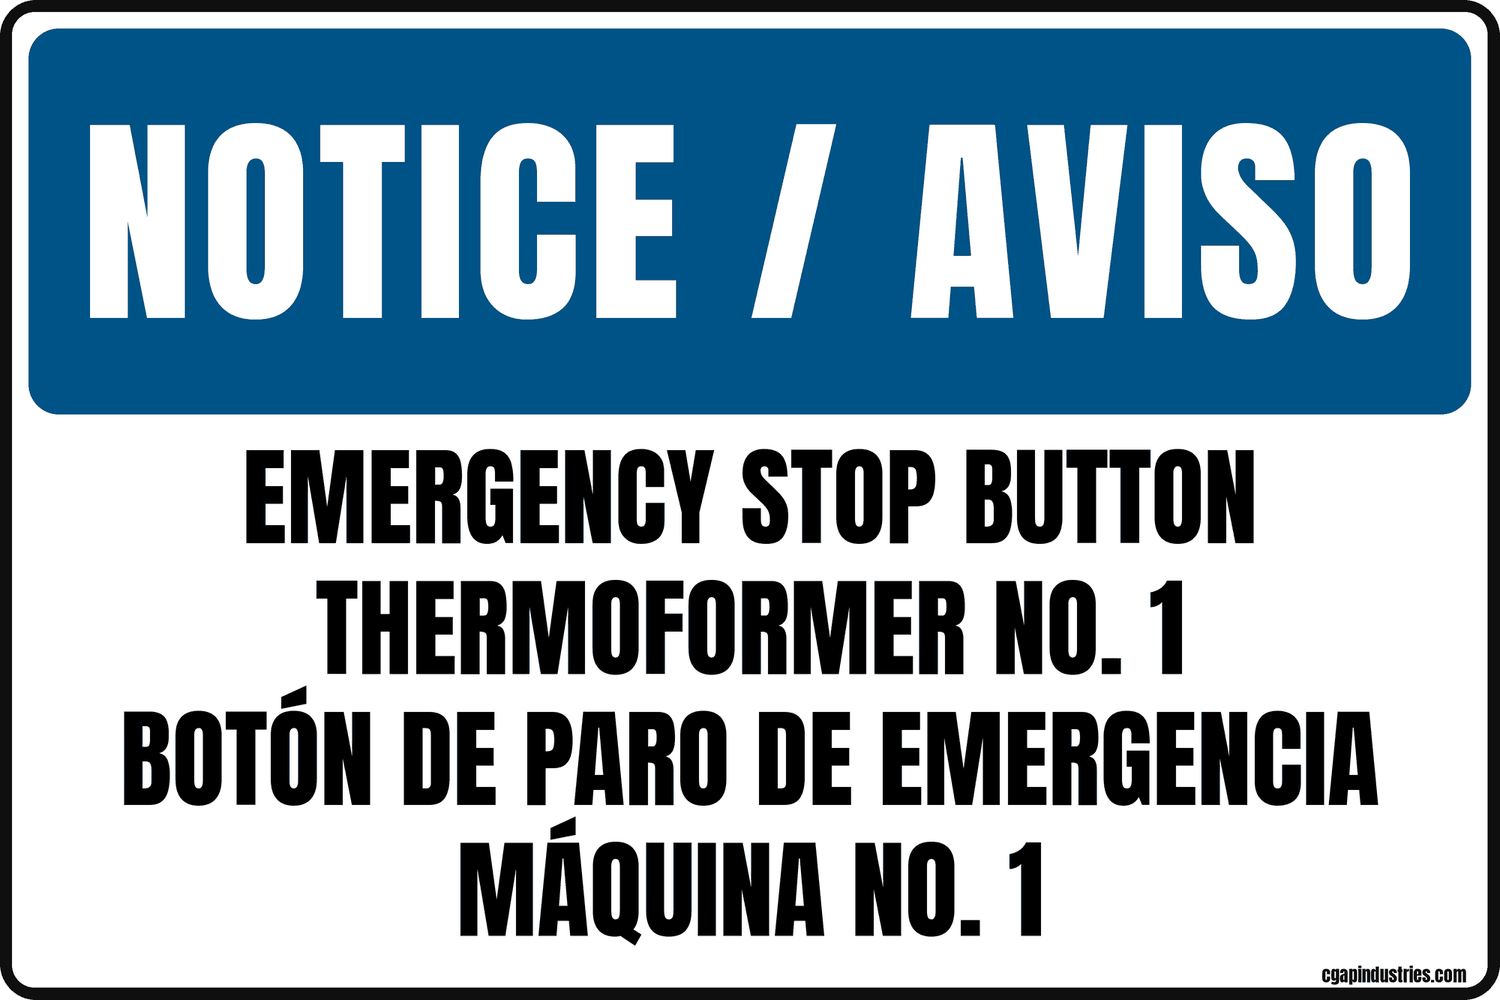 NOTICE / AVISO
EMERGENCY STOP BUTTON
THERMOFORMER NO. 1
BOTÓN DE PARO DE EMERGENCIA
MÁQUINA NO. 1
cgapindustries.com